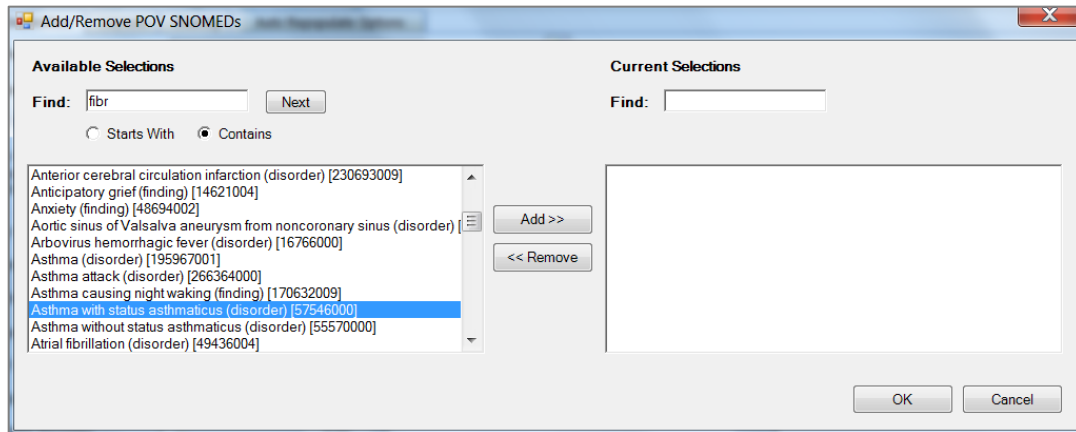 Add/Remove POV SNOMEDs
Available Selections
Current Selections
Find: fibr Next
Find:
Starts With Contains
Anterior cerebral circulation infarction (disorder) [230693009]
Anticipatory grief (finding) [14621004]
Anxiety (finding) [48694002]
Aortic sinus of Valsalva aneurysm from noncoronary sinus (disorder) [
Arbovirus hemorrhagic fever (disorder) [16766000]
Asthma (disorder) [195967001]
Asthma attack (disorder) [266364000]
Asthma causing night waking (finding) [170632009]
Asthma with status asthmaticus (disorder) [57546000]
Asthma without status asthmaticus (disorder) [55570000]
Atrial fibrillation (disorder) [49436004]
Add >>
<< Remove
OK Cancel